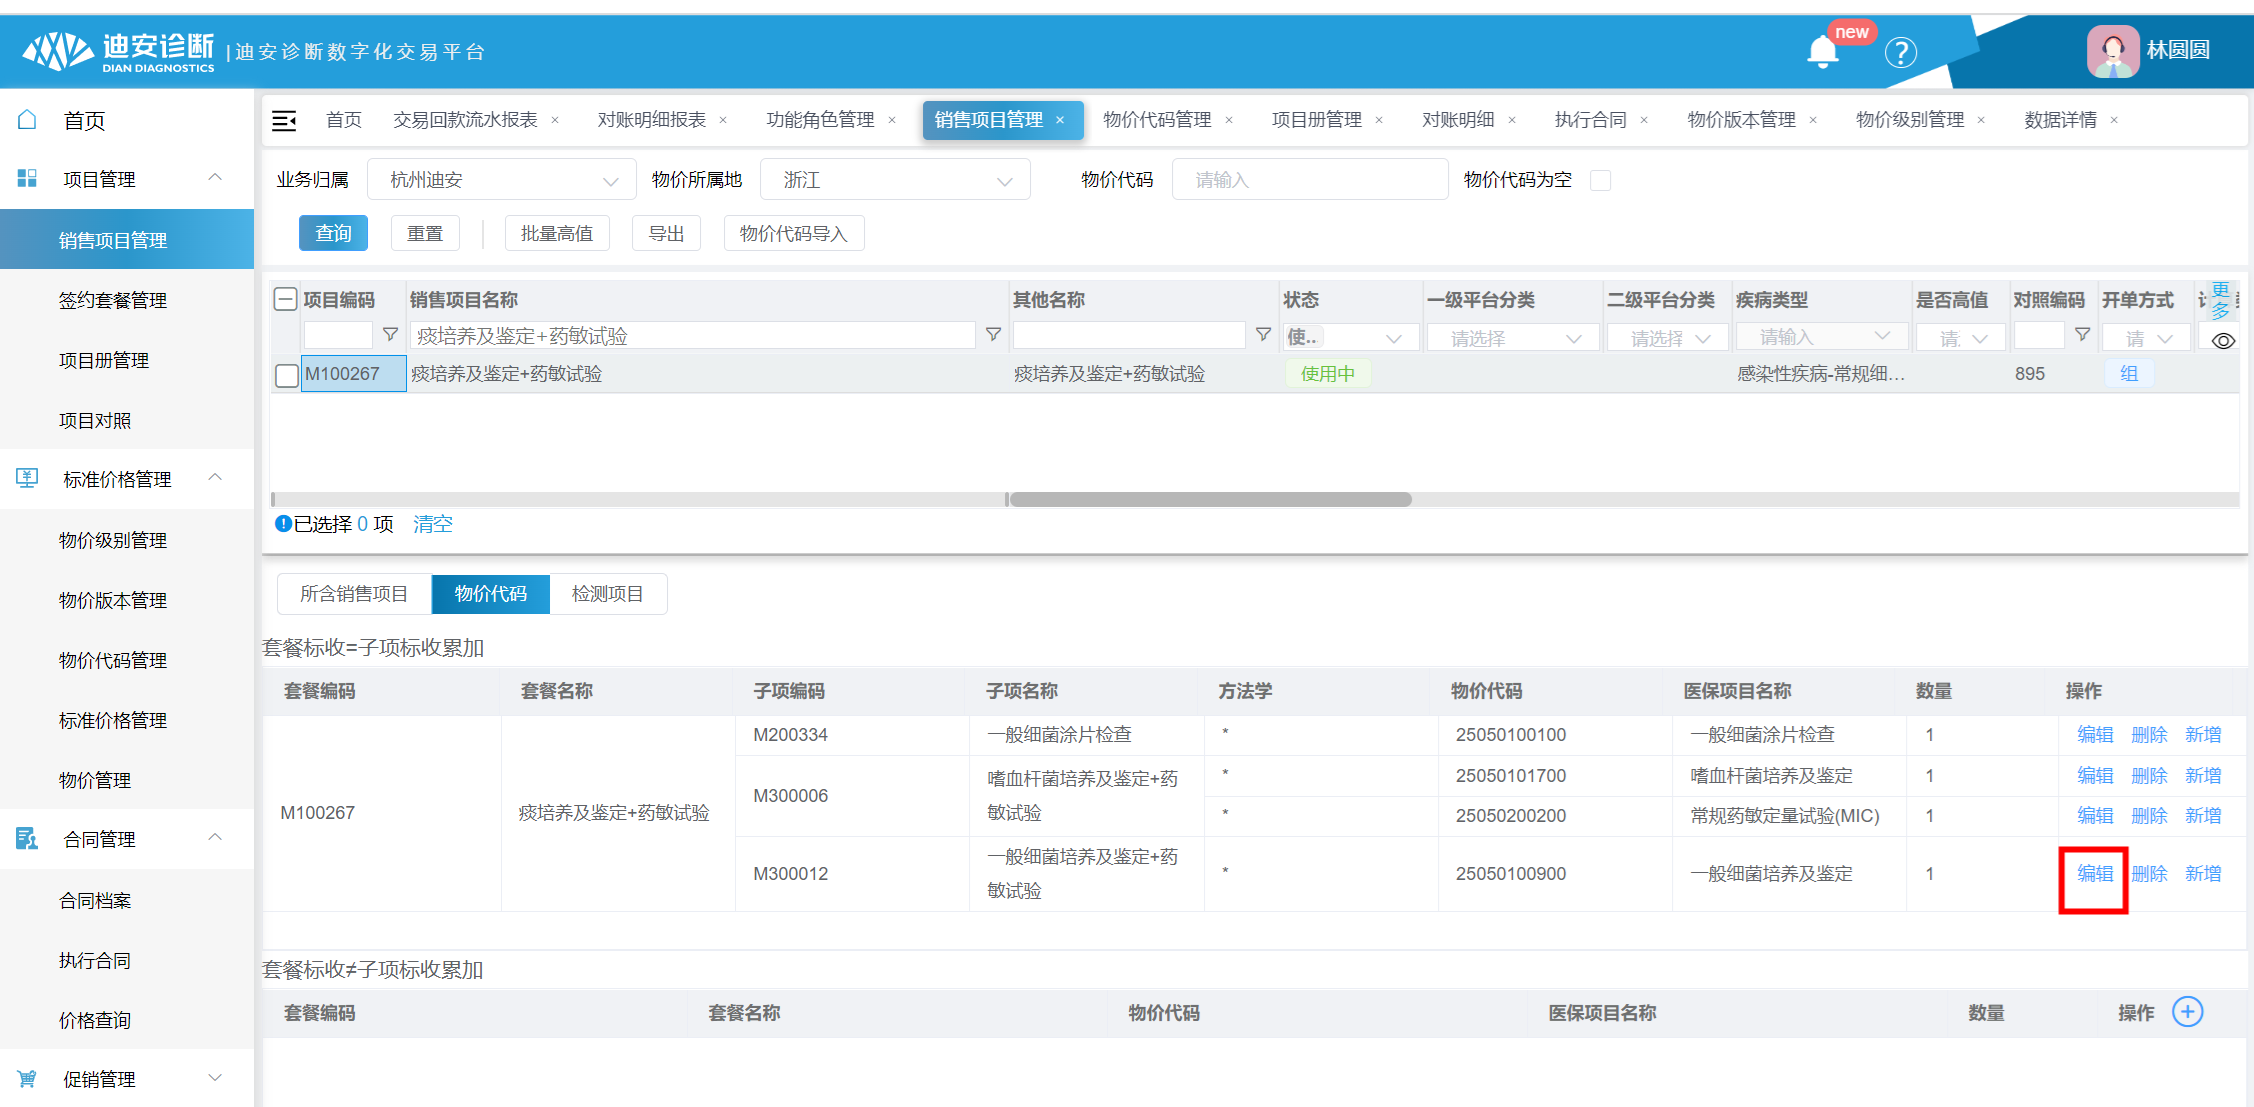 迪安诊断
DIAN DIAGNOSTICS
|迪安诊断数字化交易平台
new
林圆圆
首页
项目管理
销售项目管理
签约套餐管理
项目册管理
项目对照
标准价格管理
物价级别管理
物价版本管理
物价代码管理
标准价格管理
物价管理
合同管理
合同档案
执行合同
价格查询
促销管理
首页 交易回款流水报表 × 对账明细报表 × 功能角色管理 × 销售项目管理 × 物价代码管理 × 项目册管理 × 对账明细 × 执行合同 × 物价版本管理 × 物价级别管理 × 数据详情 ×
业务归属 杭州迪安 物价所属地 浙江 物价代码 请输入 物价代码为空
查询 重置 批量高值 导出 物价代码导入
项目编码 销售项目名称 其他名称 状态 一级平台分类 二级平台分类 疾病类型 是否高值 对照编码 开单方式 更多
痰培养及鉴定+药敏试验 使.. 请选择 请选择 请输入 请 请
M100267 痰培养及鉴定+药敏试验 痰培养及鉴定+药敏试验 使用中 感染性疾病-常规细... 895 组
已选择 0 项 清空
所含销售项目 物价代码 检测项目
套餐标收=子项标收累加
套餐编码 套餐名称 子项编码 子项名称 方法学 物价代码 医保项目名称 数量 操作
M100267 痰培养及鉴定+药敏试验
M200334 一般细菌涂片检查 * 25050100100 一般细菌涂片检查 1 编辑 删除 新增
M300006 嗜血杆菌培养及鉴定+药
敏试验
* 25050101700 嗜血杆菌培养及鉴定 1 编辑 删除 新增
* 25050200200 常规药敏定量试验(MIC) 1 编辑 删除 新增
M300012 一般细菌培养及鉴定+药
敏试验
* 25050100900 一般细菌培养及鉴定 1 编辑 删除 新增
套餐标收≠子项标收累加
套餐编码 套餐名称 物价代码 医保项目名称 数量 操作